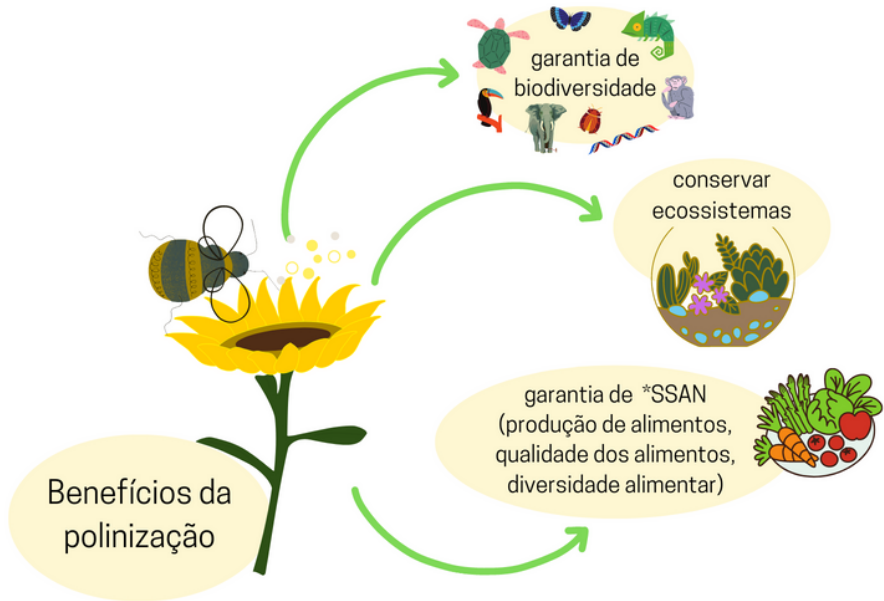 garantia de
biodiversidade
conservar
ecossistemas
garantia de *SSAN
(produção de alimentos,
qualidade dos alimentos,
diversidade alimentar)
Benefícios da
polinização